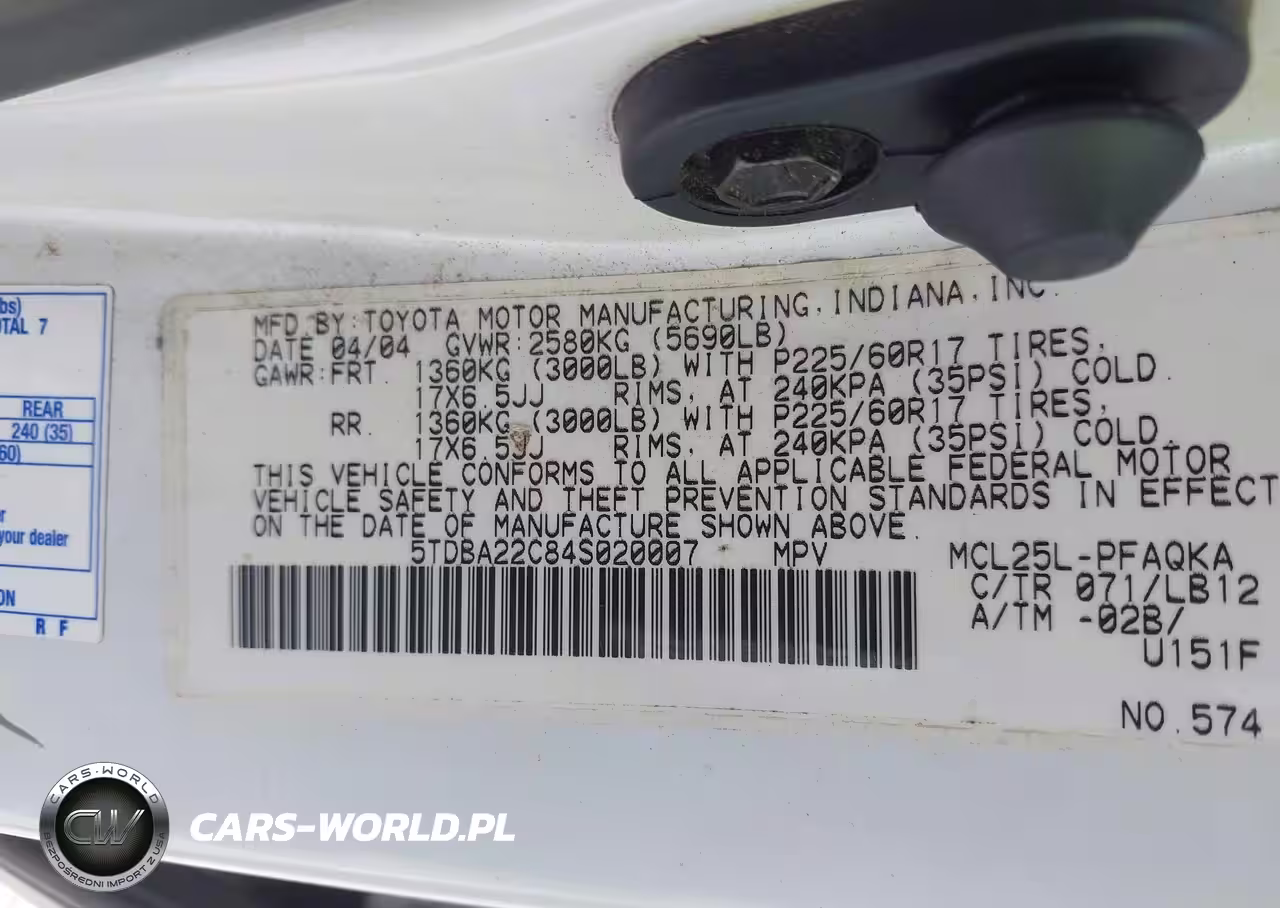 bs)
OTAL 7
REAR
240 (35)
60)
your dealer
ON
R F
MFD.BY:TOYOTA MOTOR MANUFACTURING,INDIANA,INC.
DATE 04/04 GVWR:2580KG (5690LB)
GAWR:FRT. 1360KG (3000LB) WITH P225/60R17 TIRES,
17X6.5JJ RIMS, AT 240KPA (35PSI) COLD.
RR. 1360KG (3000LB) WITH P225/60R17 TIRES,
17X6.5JJ RIMS, AT 240KPA (35PSI) COLD.
THIS VEHICLE CONFORMS TO ALL APPLICABLE FEDERAL MOTOR
VEHICLE SAFETY AND THEFT PREVENTION STANDARDS IN EFFECT
ON THE DATE OF MANUFACTURE SHOWN ABOVE.
5TDBA22C84S020007 MPV MCL25L-PFAQKA
C/TR 071/LB12
A/TM -02B/
U151F
NO.574
CARS-WORLD
CW
BEZPOŚREDNI IMPORT Z USA
CARS-WORLD.PL